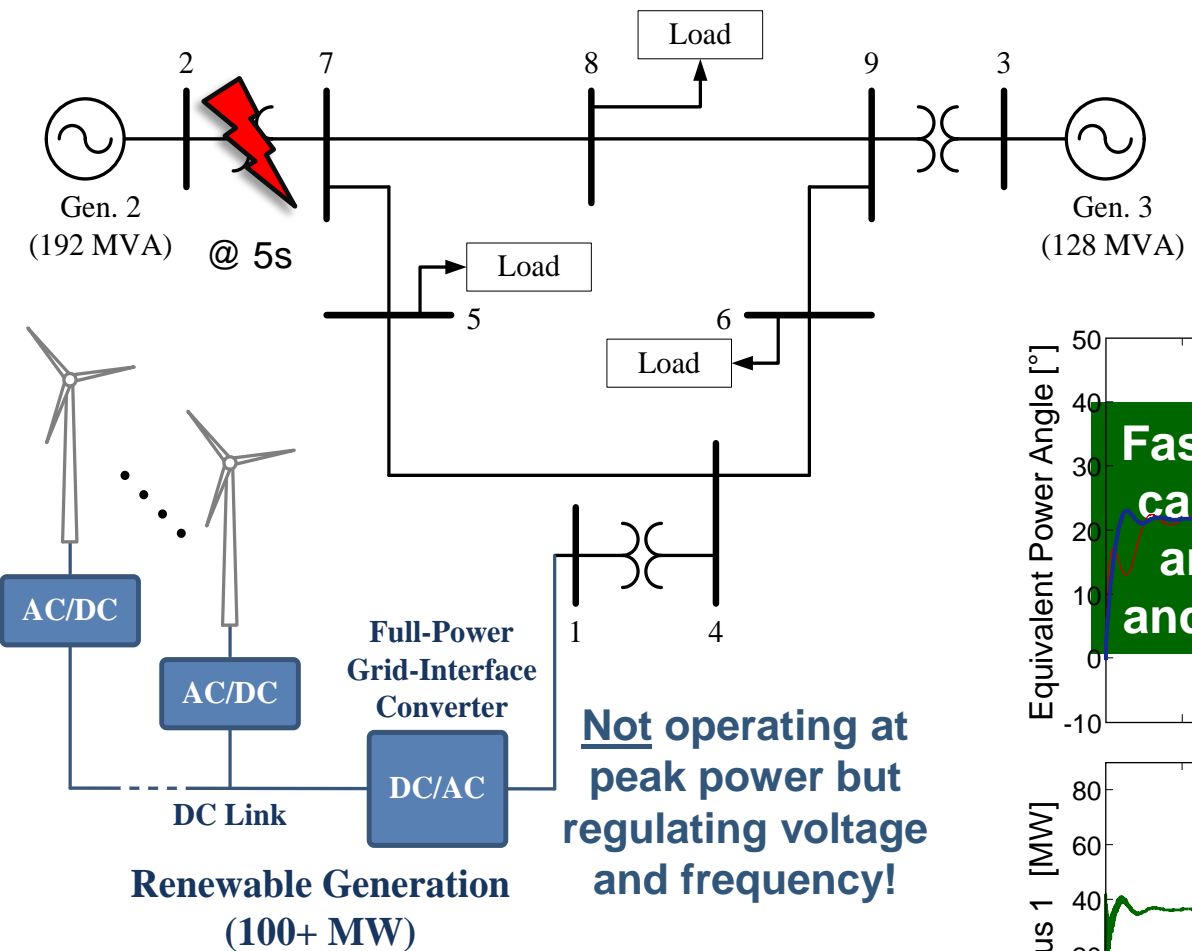 Load
2
7
8
9
3
Gen. 2
(192 MVA)
@ 5s
Gen. 3
(128 MVA)
Load
5
6
Load
AC/DC
AC/DC
Full-Power
Grid-Interface
Converter
1
4
DC/AC
DC Link
Renewable Generation
(100+ MW)
Not operating at
peak power but
regulating voltage
and frequency!
Equivalent Power Angle [°]
50
40
30
20
10
0
-10
[MW]
80
60
40